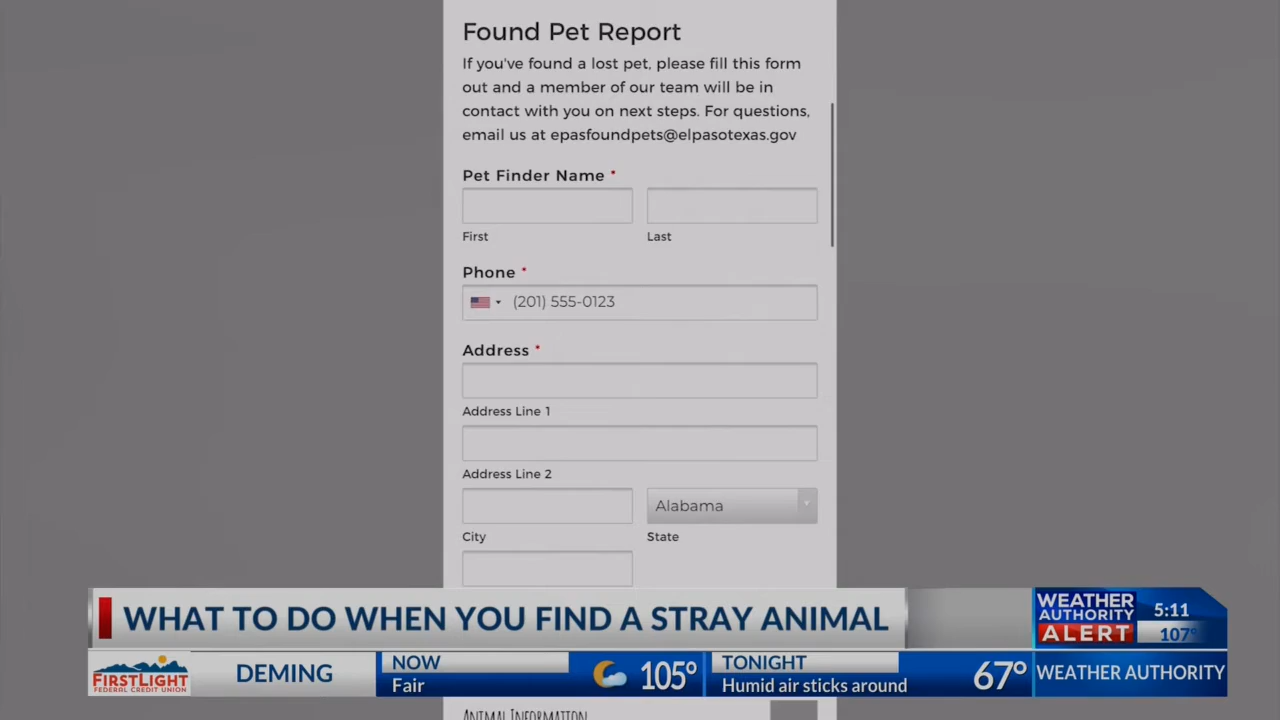 Found Pet Report
If you've found a lost pet, please fill this form
out and a member of our team will be in
contact with you on next steps. For questions,
email us at epasfoundpets@elpasotexas.gov
Pet Finder Name *
First Last
Phone *
(201) 555-0123
Address *
Address Line 1
Address Line 2
Alabama
City State
WHAT TO DO WHEN YOU FIND A STRAY ANIMAL
WEATHER
AUTHORITY
ALERT
5:11
107°
FIRSTLIGHT
FEDERAL CREDIT UNION
DEMING
NOW
Fair
105°
TONIGHT
Humid air sticks around
67°
WEATHER AUTHORITY
ANIMAL INFORMATION